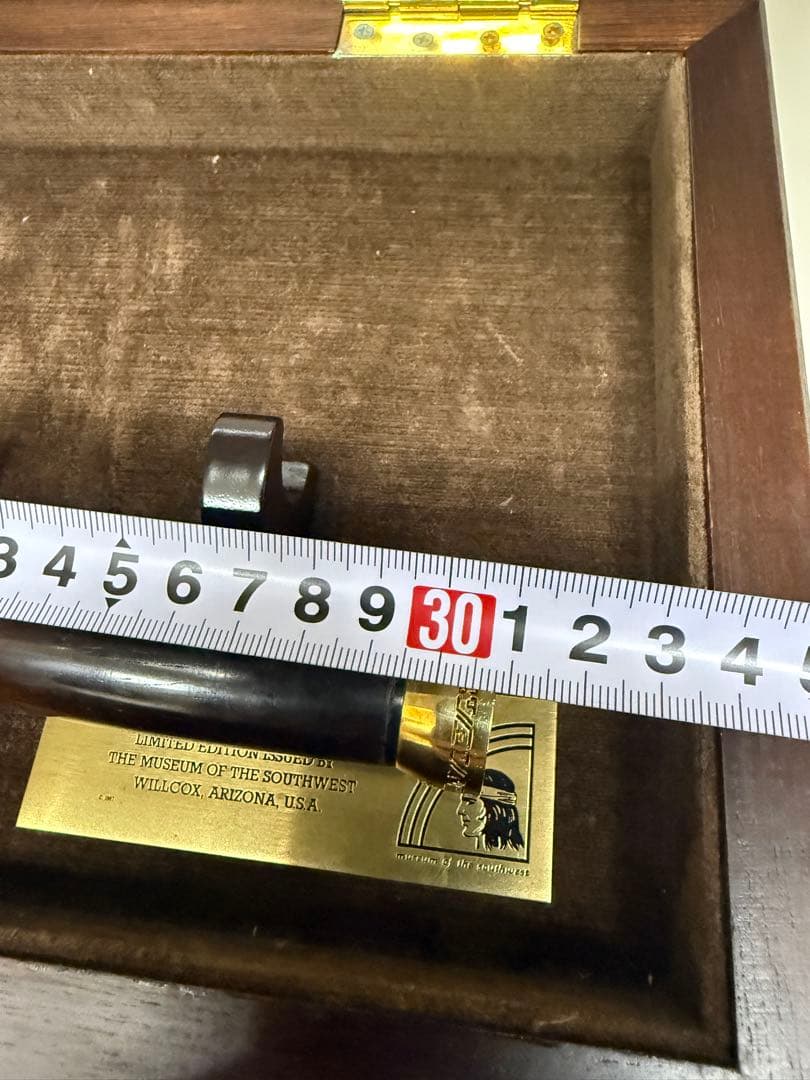 3 4 5 6 7 8 9 30 1 2 3 4 5
LIMITED EDITION ISSUED BY
THE MUSEUM OF THE SOUTHWEST
WILLCOX, ARIZONA, U.S.A.
museum of the southwest